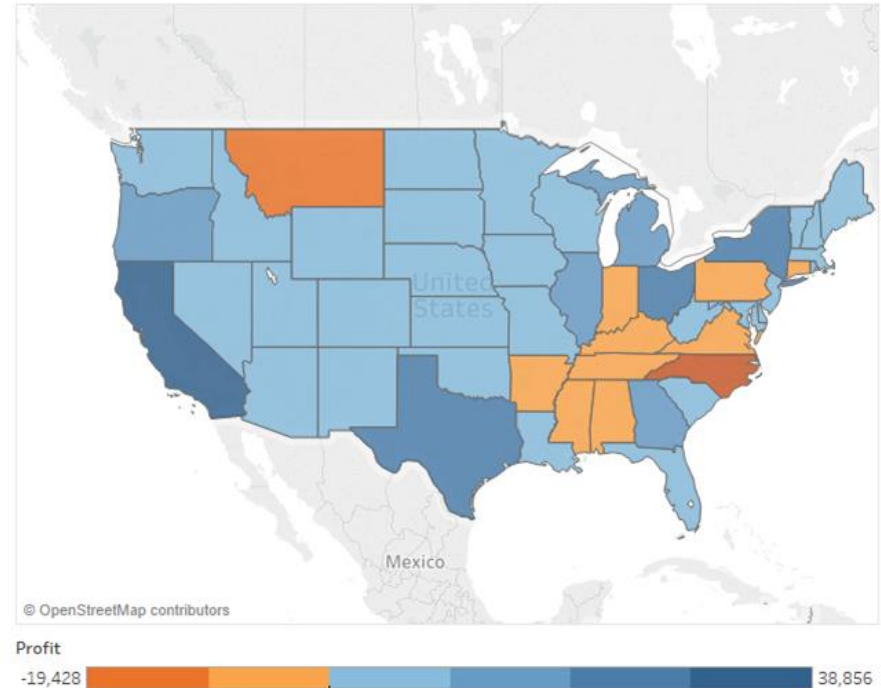 United
States
Mexico
© OpenStreetMap contributors
Profit
-19,428 38,856